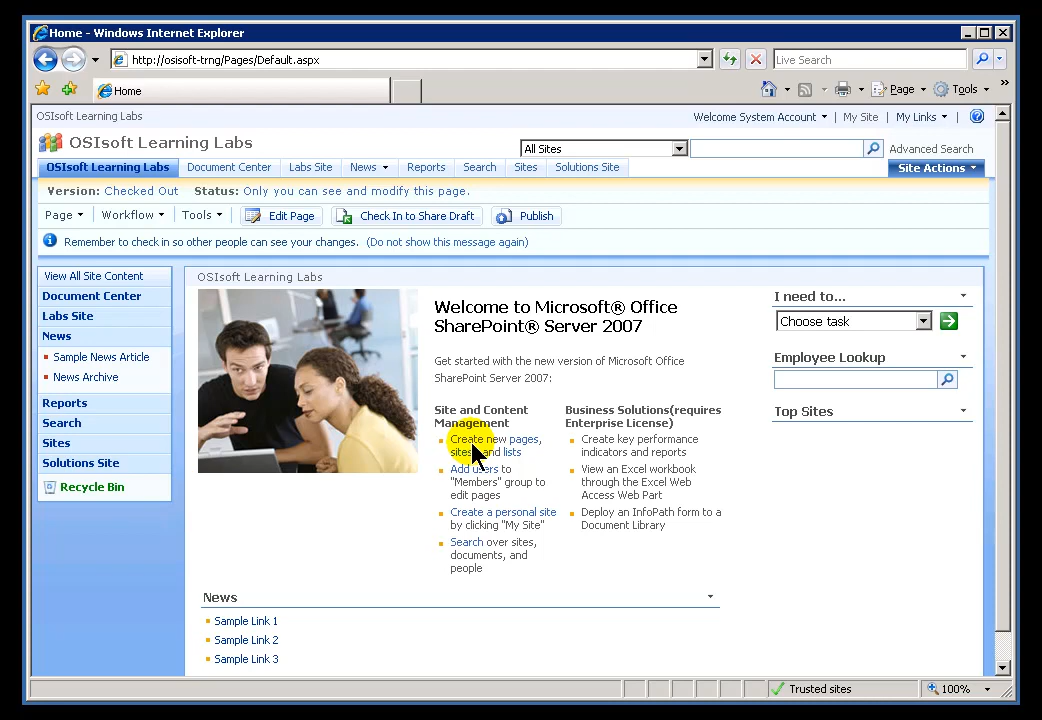 Home - Windows Internet Explorer
http://osisoft-trng/Pages/Default.aspx
Live Search
Home
Page
Tools
OSIsoft Learning Labs
Welcome System Account | My Site | My Links
OSIsoft Learning Labs
All Sites
Advanced Search
OSIsoft Learning Labs Document Center Labs Site News Reports Search Sites Solutions Site
Site Actions
Version: Checked Out Status: Only you can see and modify this page.
Page Workflow Tools Edit Page Check In to Share Draft Publish
Remember to check in so other people can see your changes. (Do not show this message again)
View All Site Content
Document Center
Labs Site
News
Sample News Article
News Archive
Reports
Search
Sites
Solutions Site
Recycle Bin
OSIsoft Learning Labs
Welcome to Microsoft® Office
SharePoint® Server 2007
Get started with the new version of Microsoft Office
SharePoint Server 2007:
Site and Content
Management
Create new pages,
sites and lists
Add users to
"Members" group to
edit pages
Create a personal site
by clicking "My Site"
Search over sites,
documents, and
people
Business Solutions(requires
Enterprise License)
Create key performance
indicators and reports
View an Excel workbook
through the Excel Web
Access Web Part
Deploy an InfoPath form to a
Document Library
News
Sample Link 1
Sample Link 2
Sample Link 3
I need to...
Choose task
Employee Lookup
Top Sites
Trusted sites
100%